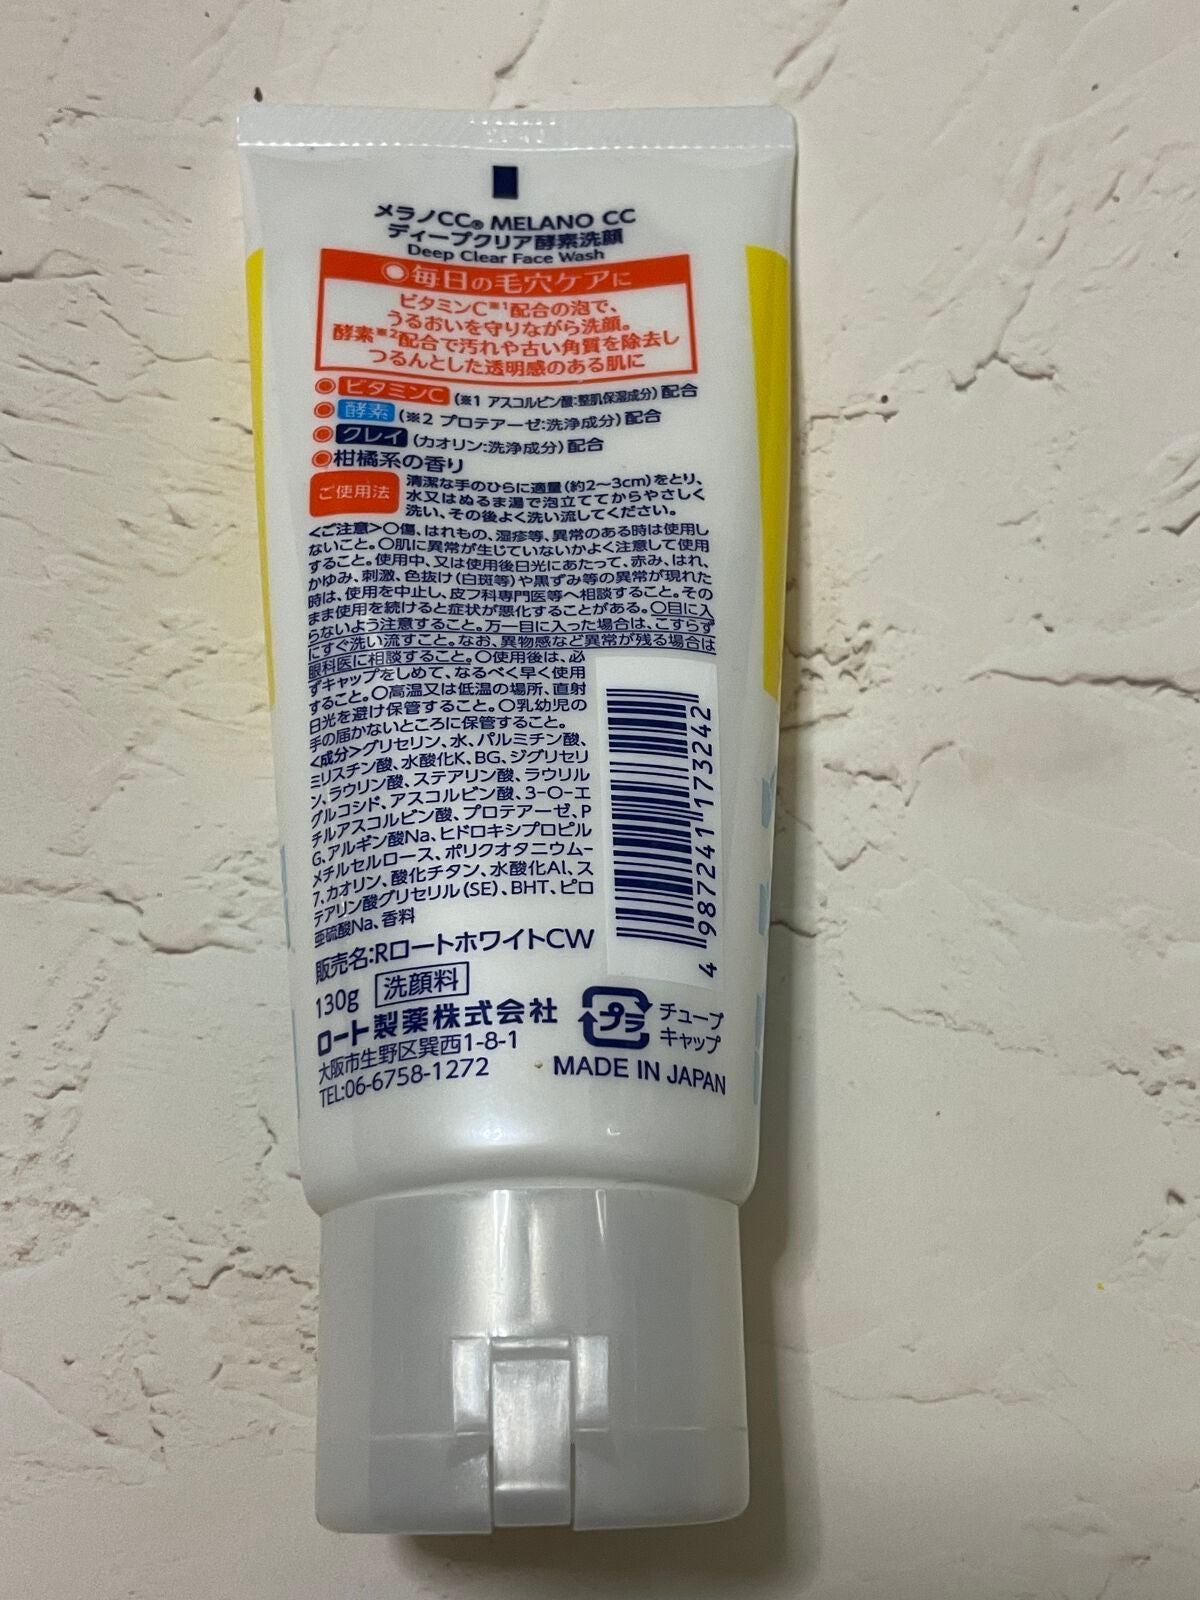 メラノCC® MELANO CC
ディープクリア酵素洗顔
Deep Clear Face Wash
毎日の毛穴ケアに
ビタミンC※1配合の泡で、
うるおいを守りながら洗顔。
酵素※2配合で汚れや古い角質を除去し
つるんとした透明感のある肌に
ビタミンC(※1 アスコルビン酸:整肌保湿成分)配合
酵素(※2 プロテアーゼ:洗浄成分)配合
クレイ(カオリン:洗浄成分)配合
柑橘系の香り
ご使用法
清潔な手のひらに適量(約2〜3cm)をとり、
水又はぬるま湯で泡立ててからやさしく
洗い、その後よく洗い流してください。
<ご注意>○傷、はれもの、湿疹等、異常のある時は使用し
ないこと。○肌に異常が生じていないかよく注意して使用
すること。使用中、又は使用後日光にあたって、赤み、はれ、
かゆみ、刺激、色抜け(白斑等)や黒ずみ等の異常が現れた
時は、使用を中止し、皮フ科専門医等へ相談すること。その
まま使用を続けると症状が悪化することがある。○目に入
らないよう注意すること。万一目に入った場合は、こすらず
にすぐ洗い流すこと。なお、異物感など異常が残る場合は
眼科医に相談すること。○使用後は、必
ずキャップをしめて、なるべく早く使用
すること。○高温又は低温の場所、直射
日光を避け保管すること。○乳幼児の
手の届かないところに保管すること。
<成分>グリセリン、水、パルミチン酸、
ミリスチン酸、水酸化K、BG、ジグリセリ
ン、ラウリン酸、ステアリン酸、ラウリル
グルコシド、アスコルビン酸、3-O-エ
チルアスコルビン酸、プロテアーゼ、P
G、アルギン酸Na、ヒドロキシプロピル
メチルセルロース、ポリクオタニウム-
7、カオリン、酸化チタン、水酸化Al、ス
テアリン酸グリセリル(SE)、BHT、ピロ
亜硫酸Na、香料
4987241173242
販売名:RロートホワイトCW
130g 洗顔料
ロート製薬株式会社
大阪市生野区巽西1-8-1
TEL:06-6758-1272
プラ
チューブ
キャップ
MADE IN JAPAN